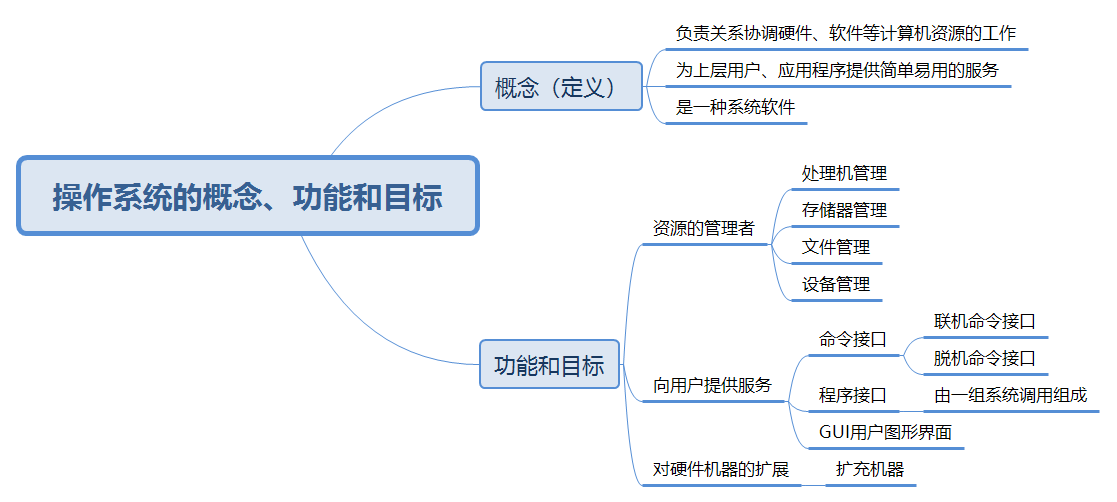 操作系统的概念、功能和目标
概念（定义）
负责关系协调硬件、软件等计算机资源的工作
为上层用户、应用程序提供简单易用的服务
是一种系统软件
功能和目标
资源的管理者
处理机管理
存储器管理
文件管理
设备管理
向用户提供服务
命令接口
联机命令接口
脱机命令接口
程序接口
由一组系统调用组成
GUI用户图形界面
对硬件机器的扩展
扩充机器